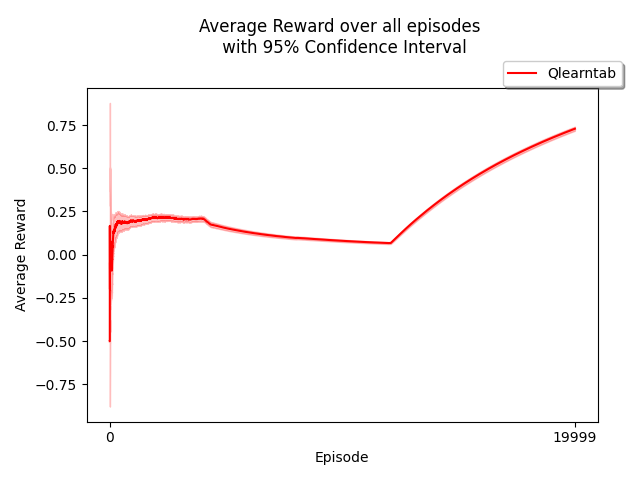 Average Reward over all episodes
with 95% Confidence Interval
Qlearntab
0.75
0.50
0.25
0.00
−0.25
−0.50
−0.75
Average Reward
0
19999
Episode